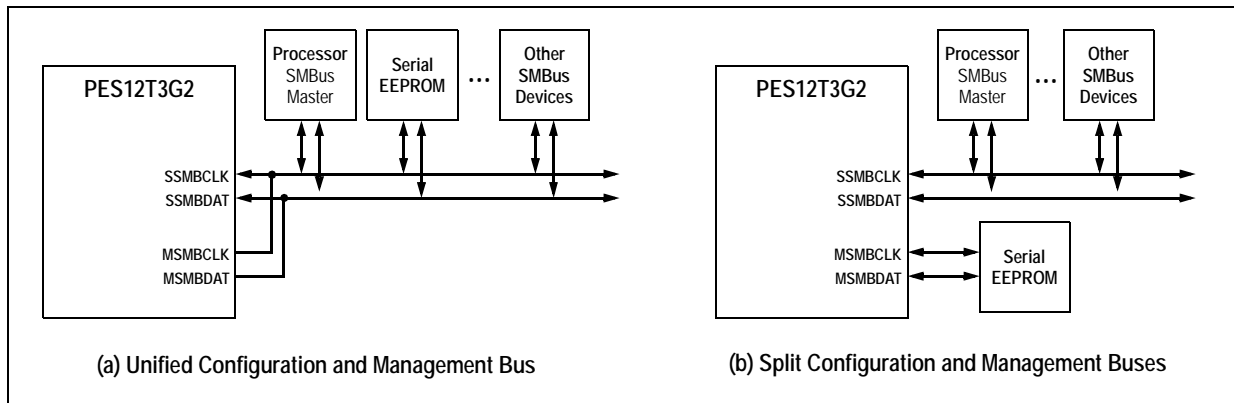 PES12T3G2
Processor
SMBus
Master
Serial
EEPROM
...
Other
SMBus
Devices
SSMBCLK
SSMBDAT
MSMBCLK
MSMBDAT
(a) Unified Configuration and Management Bus
PES12T3G2
Processor
SMBus
Master
...
Other
SMBus
Devices
SSMBCLK
SSMBDAT
MSMBCLK
MSMBDAT
Serial
EEPROM
(b) Split Configuration and Management Buses